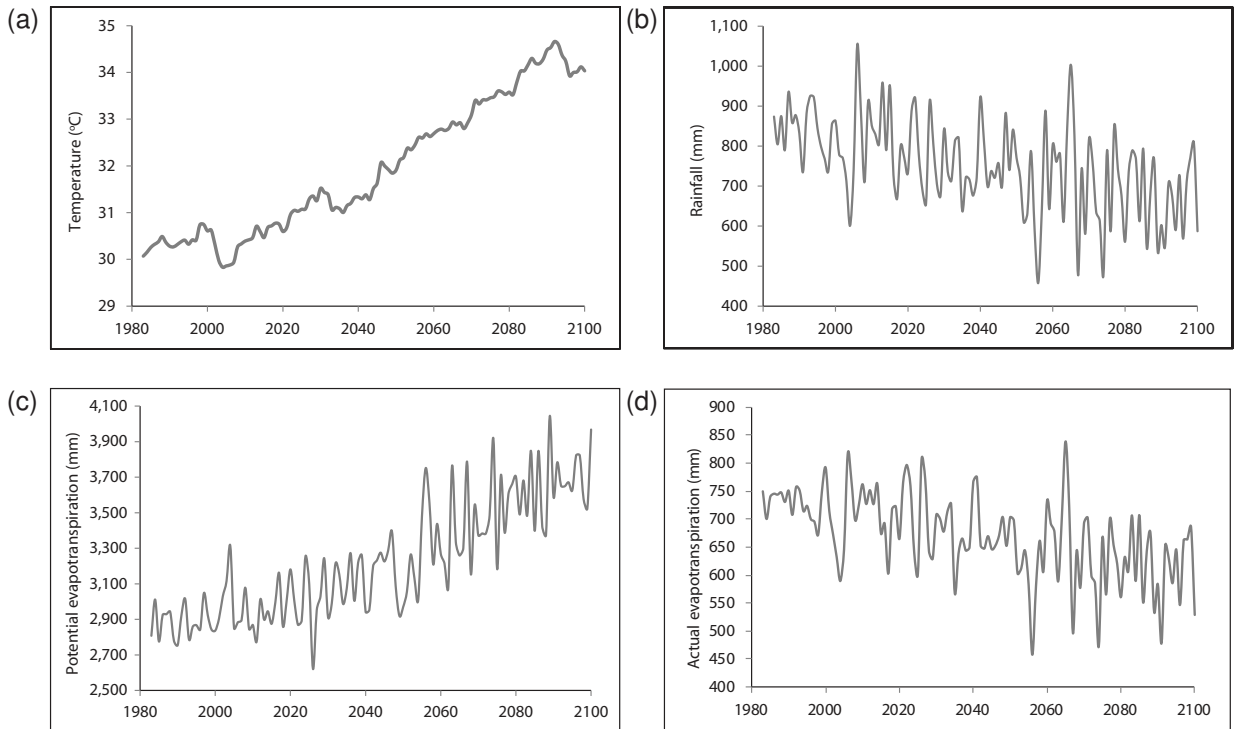 (a)
Temperature (°C)
35
34
33
32
31
30
29
1980 2000 2020 2040 2060 2080 2100
(b)
Rainfall (mm)
1,100
1,000
900
800
700
600
500
400
1980 2000 2020 2040 2060 2080 2100
(c)
Potential evapotranspiration (mm)
4,100
3,900
3,700
3,500
3,300
3,100
2,900
2,700
2,500
1980 2000 2020 2040 2060 2080 2100
(d)
Actual evapotranspiration (mm)
900
850
800
750
700
650
600
550
500
450
400
1980 2000 2020 2040 2060 2080 2100